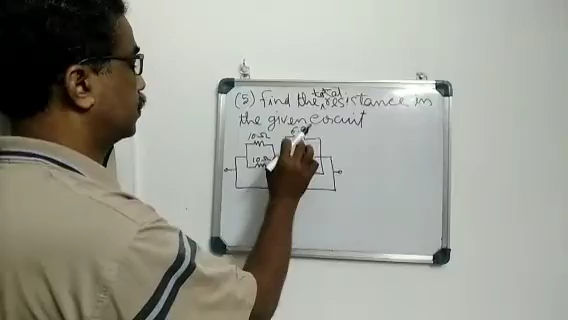 (5) Find the total resistance in
the given circuit
10Ω
10Ω